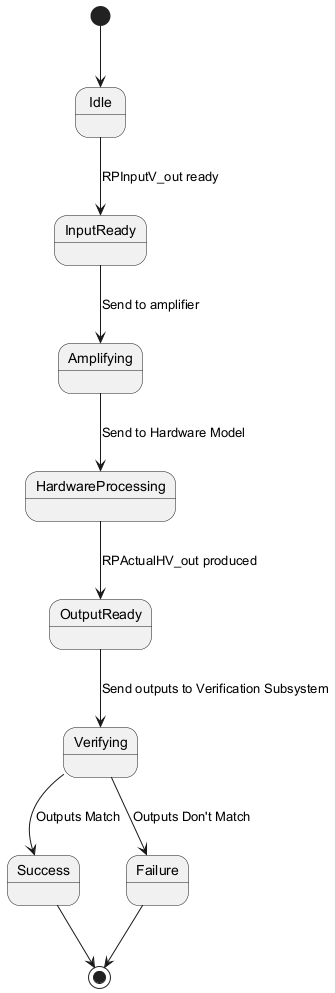 Idle
RPInputV_out ready
InputReady
Send to amplifier
Amplifying
Send to Hardware Model
HardwareProcessing
RPActualHV_out produced
OutputReady
Send outputs to Verification Subsystem
Verifying
Outputs Match
Outputs Don't Match
Success
Failure